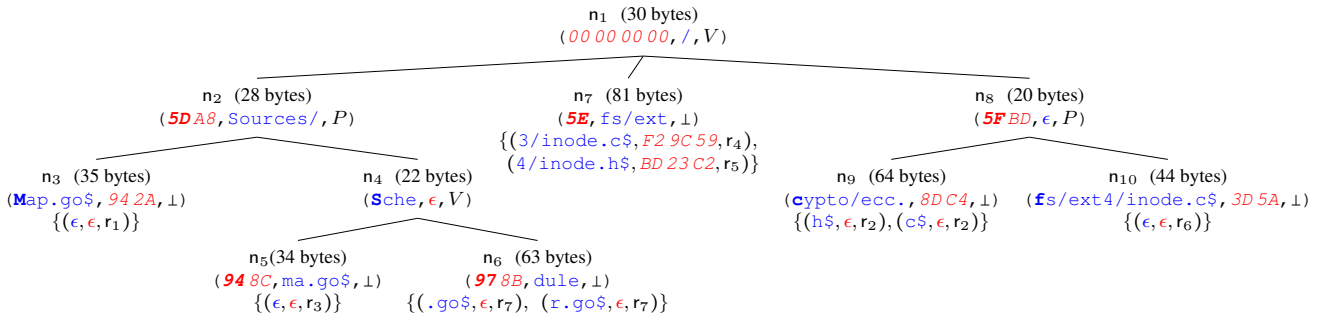 n1 (30 bytes)
(00 00 00 00, /, V)
n2 (28 bytes)
(5D A8, Sources/, P)
n7 (81 bytes)
(5E, fs/ext, ⊥)
{(3/inode.c$, F2 9C 59, r4),
(4/inode.h$, BD 23 C2, r5)}
n8 (20 bytes)
(5F BD, ϵ, P)
n3 (35 bytes)
(Map.go$, 94 2A, ⊥)
{(ϵ, ϵ, r1)}
n4 (22 bytes)
(Sche, ϵ, V)
n9 (64 bytes)
(cypto/ecc., 8D C4, ⊥)
{(h$, ϵ, r2), (c$, ϵ, r2)}
n10 (44 bytes)
(fs/ext4/inode.c$, 3D 5A, ⊥)
{(ϵ, ϵ, r6)}
n5(34 bytes)
(94 8C, ma.go$, ⊥)
{(ϵ, ϵ, r3)}
n6 (63 bytes)
(97 8B, dule, ⊥)
{(.go$, ϵ, r7), (r.go$, ϵ, r7)}